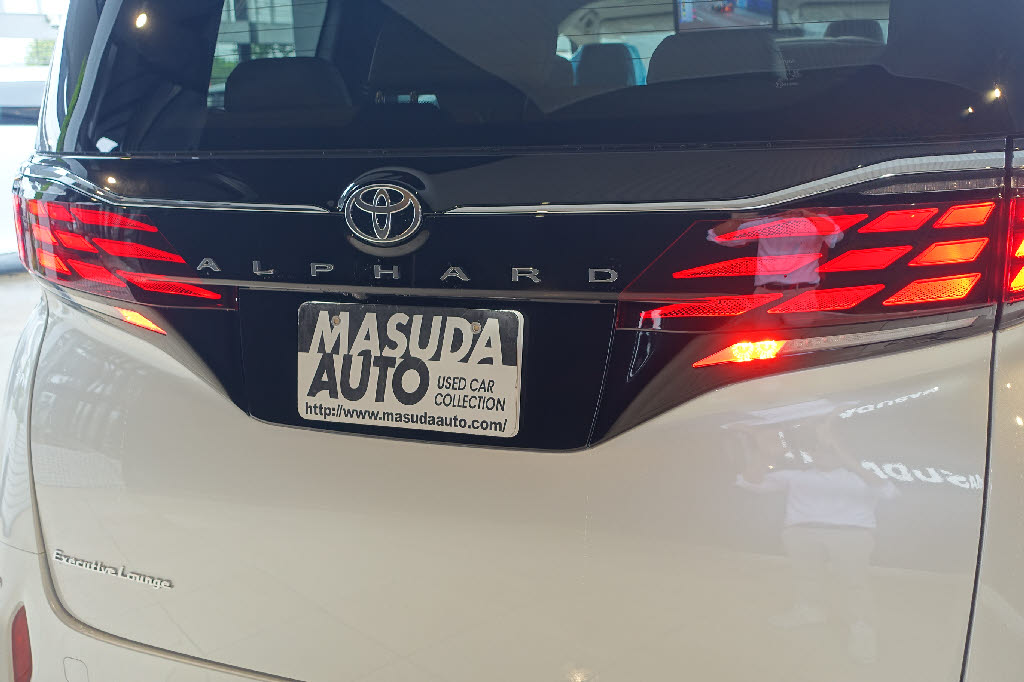 ALPHARD
MASUDA
AUTO
USED CAR
COLLECTION
http://www.masudaauto.com/
Executive Lounge